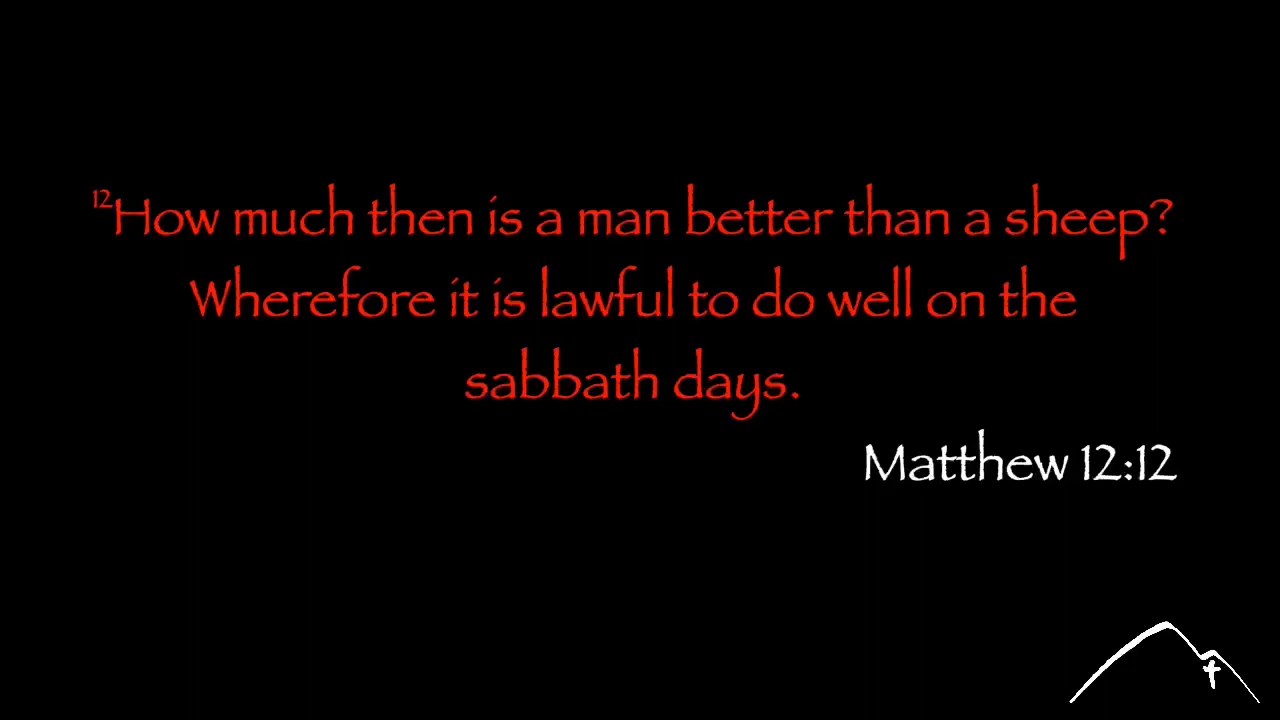 12How much then is a man better than a sheep?
Wherefore it is lawful to do well on the
sabbath days.
Matthew 12:12